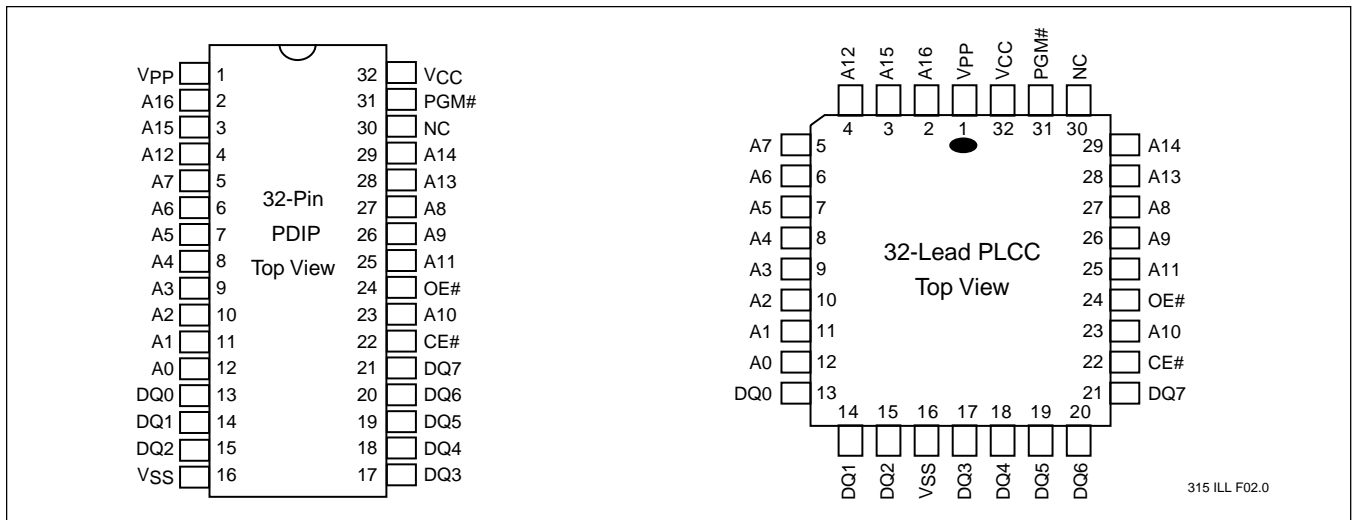 VPP 1 32 VCC
A16 2 31 PGM#
A15 3 30 NC
A12 4 29 A14
A7 5 28 A13
A6 6 27 A8
A5 7 26 A9
A4 8 25 A11
A3 9 24 OE#
A2 10 23 A10
A1 11 22 CE#
A0 12 21 DQ7
DQ0 13 20 DQ6
DQ1 14 19 DQ5
DQ2 15 18 DQ4
VSS 16 17 DQ3
32-Pin
PDIP
Top View
A12 A15 A16 VPP VCC PGM# NC
4 3 2 1 32 31 30
A7 5 29 A14
A6 6 28 A13
A5 7 27 A8
A4 8 26 A9
A3 9 25 A11
A2 10 24 OE#
A1 11 23 A10
A0 12 22 CE#
DQ0 13 21 DQ7
32-Lead PLCC
Top View
14 15 16 17 18 19 20
DQ1 DQ2 VSS DQ3 DQ4 DQ5 DQ6
315 ILL F02.0